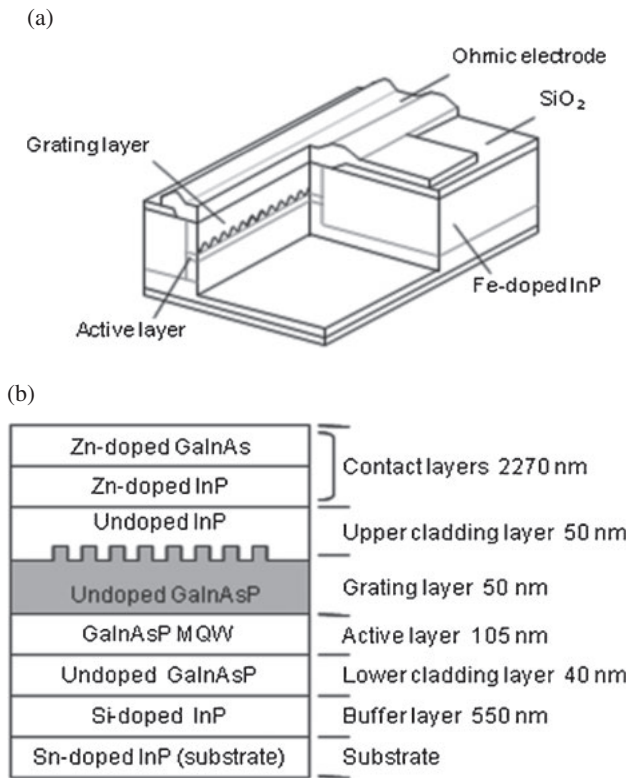 (a)
Ohmic electrode
SiO2
Grating layer
Fe-doped InP
Active layer
(b)
Zn-doped GaInAs
Zn-doped InP
Contact layers 2270 nm
Undoped InP
Upper cladding layer 50 nm
Undoped GaInAsP
Grating layer 50 nm
GaInAsP MQW
Active layer 105 nm
Undoped GaInAsP
Lower cladding layer 40 nm
Si-doped InP
Buffer layer 550 nm
Sn-doped InP (substrate)
Substrate